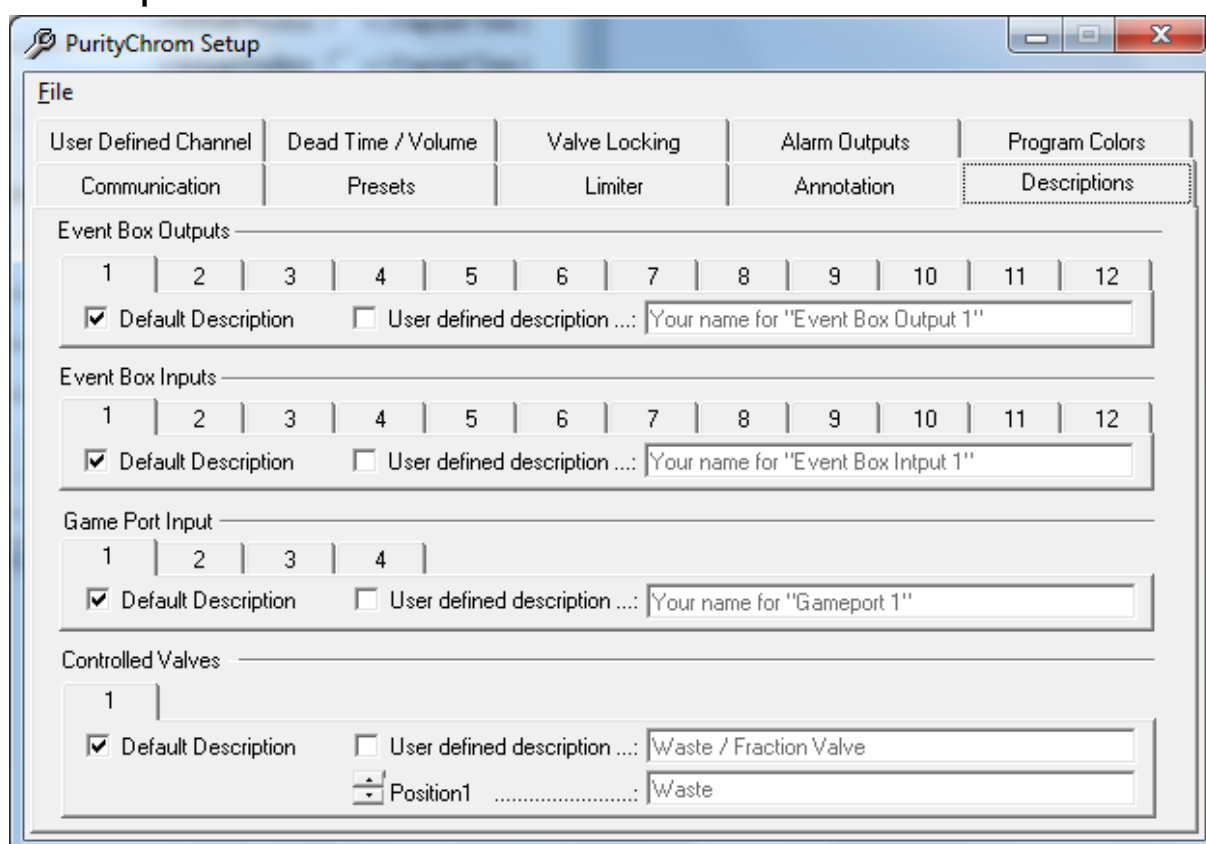 PurityChrom Setup
File
User Defined Channel Dead Time / Volume Valve Locking Alarm Outputs Program Colors
Communication Presets Limiter Annotation Descriptions
Event Box Outputs
1 2 3 4 5 6 7 8 9 10 11 12
Default Description User defined description ...: Your name for "Event Box Output 1"
Event Box Inputs
1 2 3 4 5 6 7 8 9 10 11 12
Default Description User defined description ...: Your name for "Event Box Intput 1"
Game Port Input
1 2 3 4
Default Description User defined description ...: Your name for "Gameport 1"
Controlled Valves
1
Default Description User defined description ...: Waste / Fraction Valve
Position1 .......................: Waste